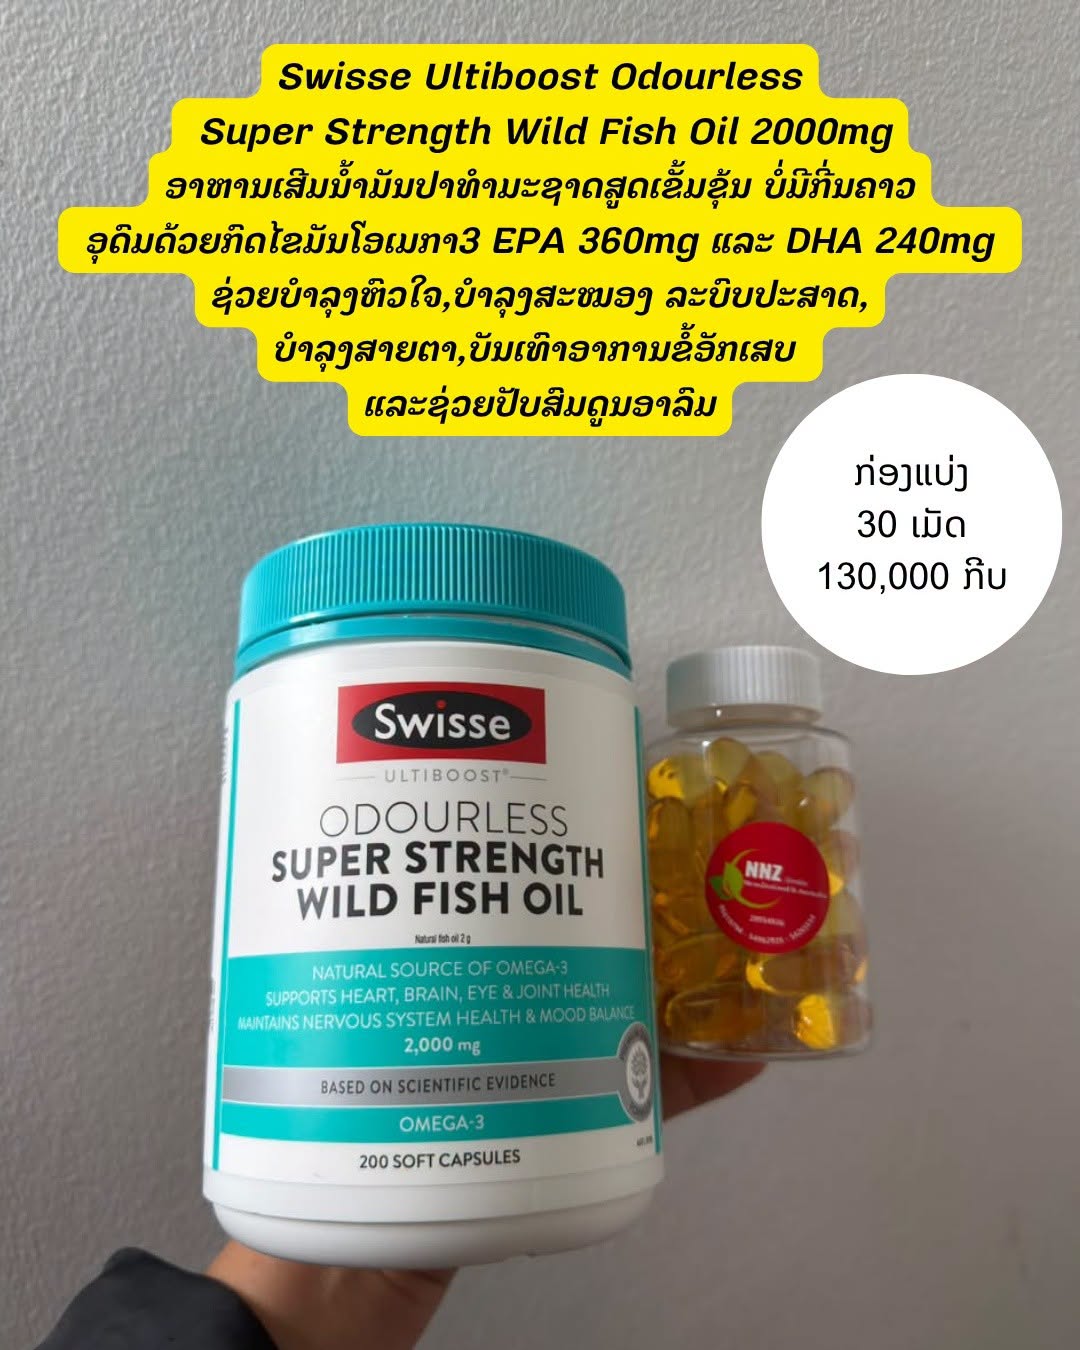 Swisse Ultiboost Odourless
Super Strength Wild Fish Oil 2000mg
ອາຫານເສີມນ້ຳມັນປາທຳມະຊາດສູດເຂັ້ມຂຸ້ນ ບໍ່ມີກິ່ນຄາວ
ອຸດົມດ້ວຍກົດໄຂມັນໂອເມກາ3 EPA 360mg ແລະ DHA 240mg
ຊ່ວຍບຳລຸງຫົວໃຈ,ບຳລຸງສະໝອງ ລະບົບປະສາດ,
ບຳລຸງສາຍຕາ,ບັນເທົາອາການຂໍ້ອັກເສບ
ແລະຊ່ວຍປັບສົມດູນອາລົມ
ກ່ອງແບ່ງ
30 ເມັດ
130,000 ກີບ
Swisse
ULTIBOOST®
ODOURLESS
SUPER STRENGTH
WILD FISH OIL
Natural fish oil 2 g
NATURAL SOURCE OF OMEGA-3
SUPPORTS HEART, BRAIN, EYE & JOINT HEALTH
MAINTAINS NERVOUS SYSTEM HEALTH & MOOD BALANCE
2,000 mg
BASED ON SCIENTIFIC EVIDENCE
OMEGA-3
200 SOFT CAPSULES
NNZ